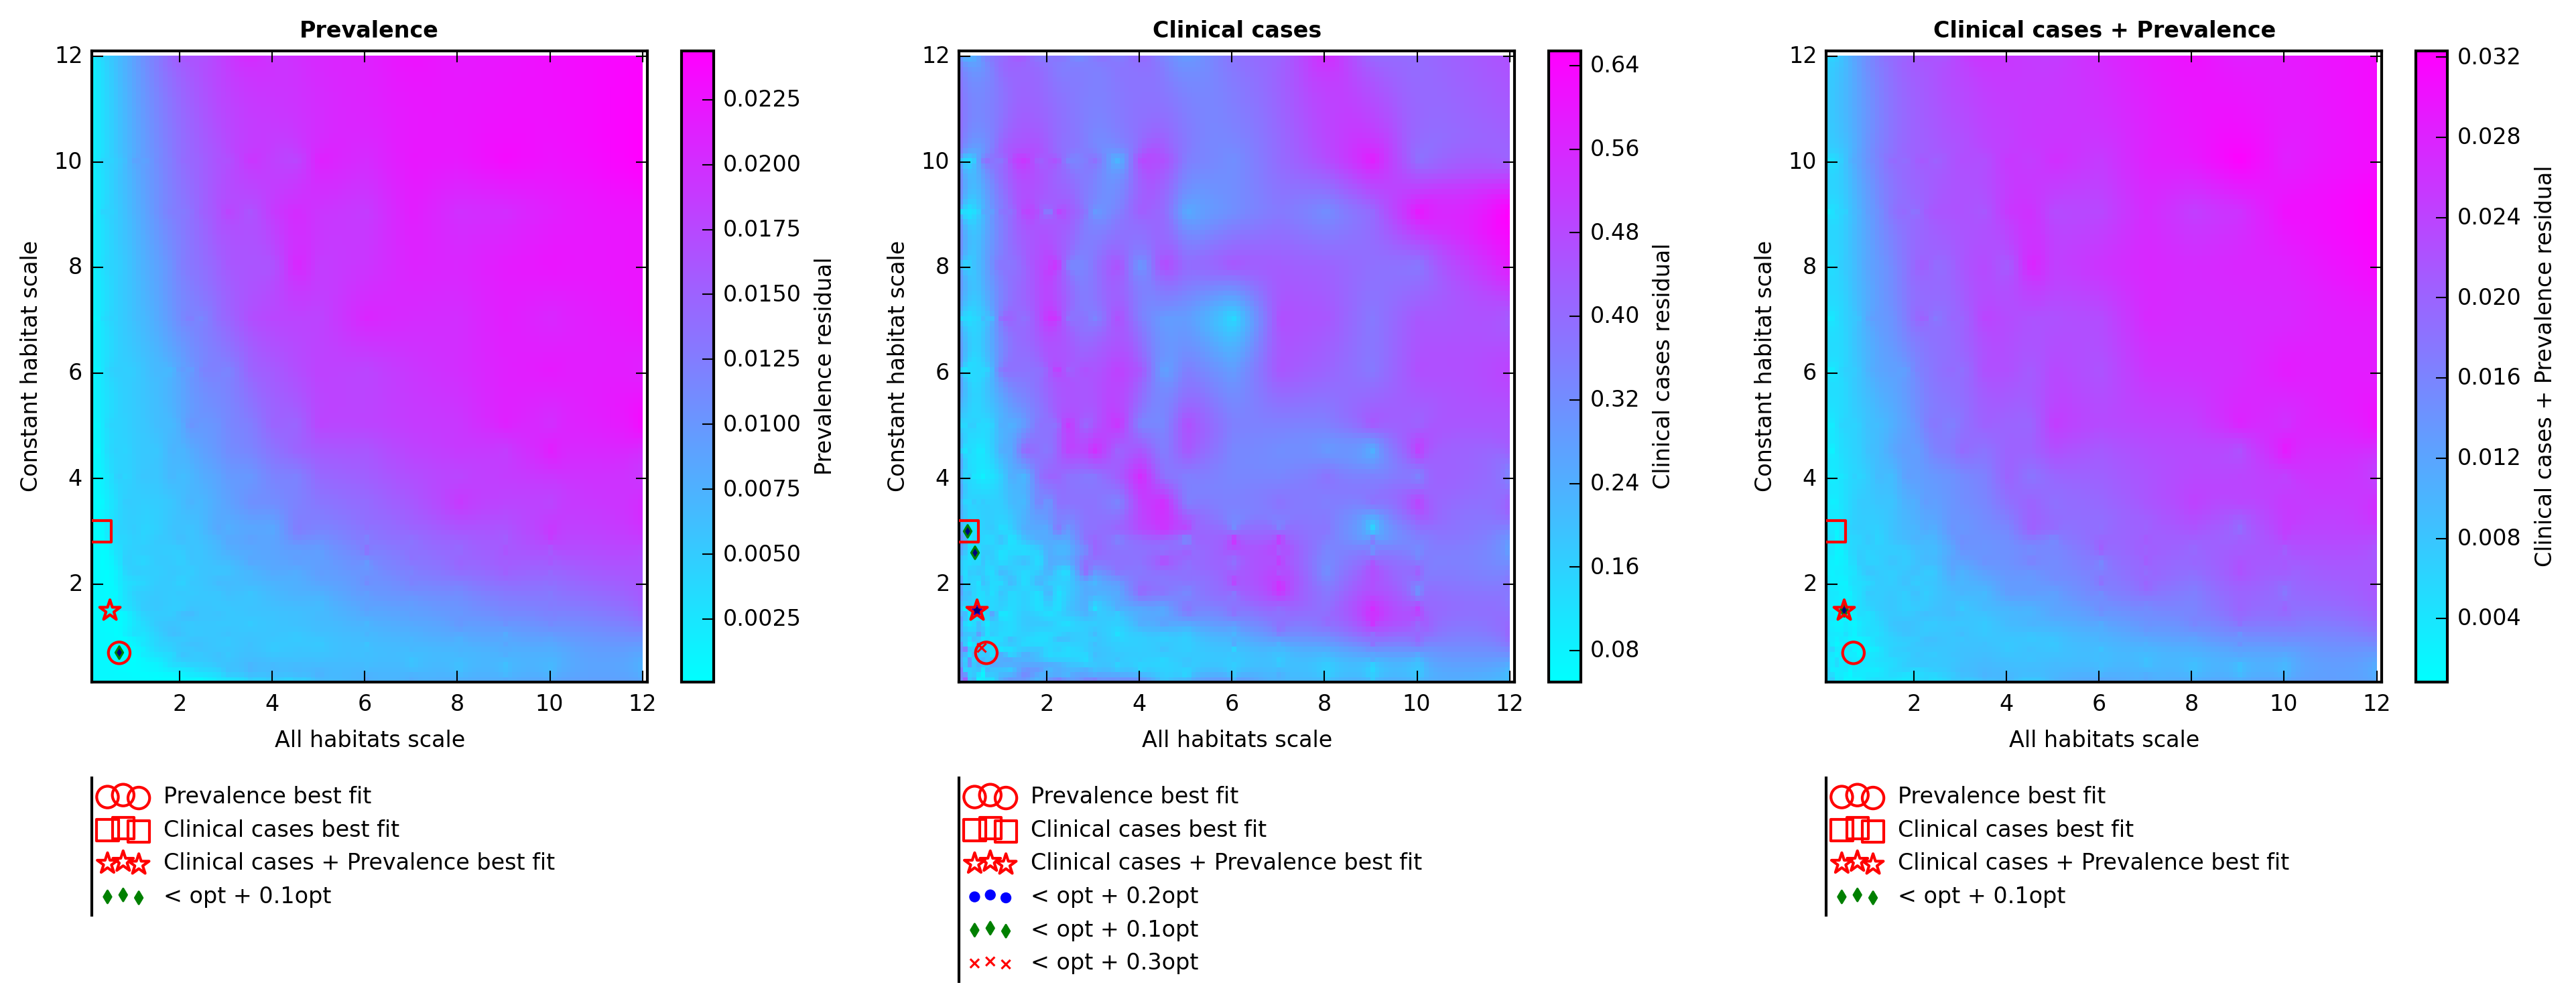 Prevalence
12
10
8
6
4
2
2 4 6 8 10 12
Constant habitat scale
All habitats scale
0.0225
0.0200
0.0175
0.0150
0.0125
0.0100
0.0075
0.0050
0.0025
Prevalence residual
Prevalence best fit
Clinical cases best fit
Clinical cases + Prevalence best fit
< opt + 0.1opt
Clinical cases
12
10
8
6
4
2
2 4 6 8 10 12
Constant habitat scale
All habitats scale
0.64
0.56
0.48
0.40
0.32
0.24
0.16
0.08
Clinical cases residual
Prevalence best fit
Clinical cases best fit
Clinical cases + Prevalence best fit
< opt + 0.2opt
< opt + 0.1opt
< opt + 0.3opt
Clinical cases + Prevalence
12
10
8
6
4
2
2 4 6 8 10 12
Constant habitat scale
All habitats scale
0.032
0.028
0.024
0.020
0.016
0.012
0.008
0.004
Clinical cases + Prevalence residual
Prevalence best fit
Clinical cases best fit
Clinical cases + Prevalence best fit
< opt + 0.1opt